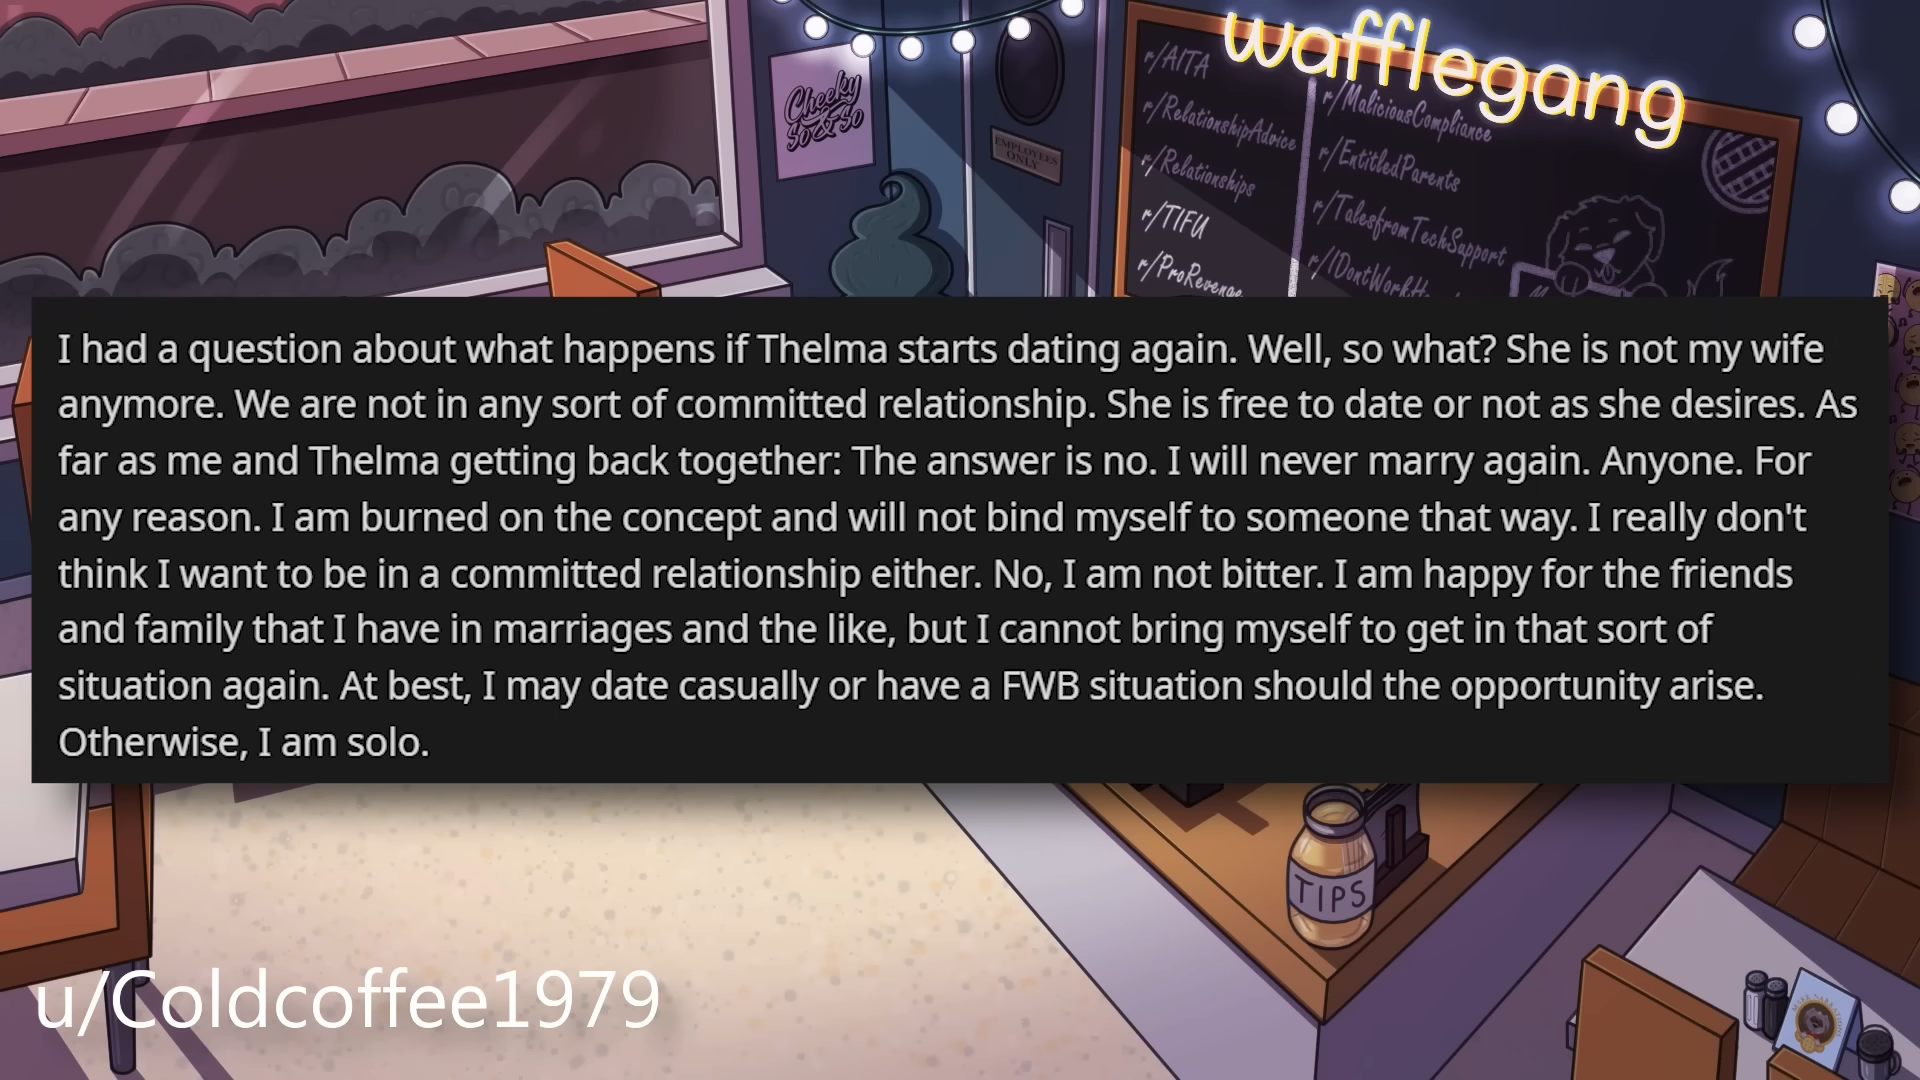 wafflegang
Cheeky
So & So
EMPLOYEES
ONLY
r/AITA
r/RelationshipAdvice
r/Relationships
r/TIFU
r/ProRevenge
r/MaliciousCompliance
r/EntitledParents
r/TalesfromTechSupport
I had a question about what happens if Thelma starts dating again. Well, so what? She is not my wife
anymore. We are not in any sort of committed relationship. She is free to date or not as she desires. As
far as me and Thelma getting back together: The answer is no. I will never marry again. Anyone. For
any reason. I am burned on the concept and will not bind myself to someone that way. I really don't
think I want to be in a committed relationship either. No, I am not bitter. I am happy for the friends
and family that I have in marriages and the like, but I cannot bring myself to get in that sort of
situation again. At best, I may date casually or have a FWB situation should the opportunity arise.
Otherwise, I am solo.
TIPS
u/Coldcoffee1979